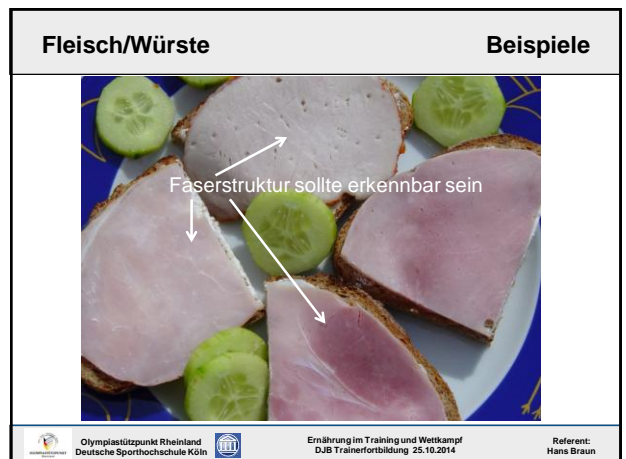 Fleisch/Würste
Beispiele
Faserstruktur sollte erkennbar sein
Olympiastützpunkt Rheinland
Deutsche Sporthochschule Köln
Ernährung im Training und Wettkampf
DJB Trainerfortbildung 25.10.2014
Referent:
Hans Braun